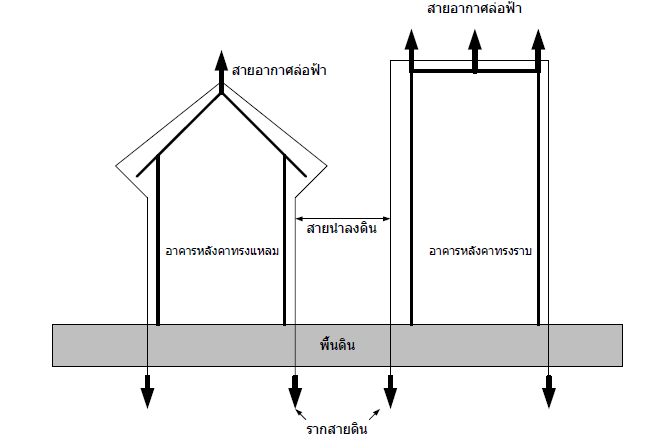 สายอากาศล่อฟ้า
สายอากาศล่อฟ้า
สายนำลงดิน
อาคารหลังคาทรงแหลม
อาคารหลังคาทรงราบ
พื้นดิน
รากสายดิน